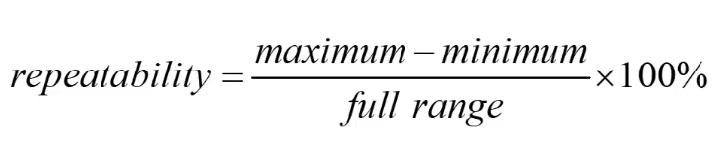 repeatability = maximum − minimum / full range × 100%